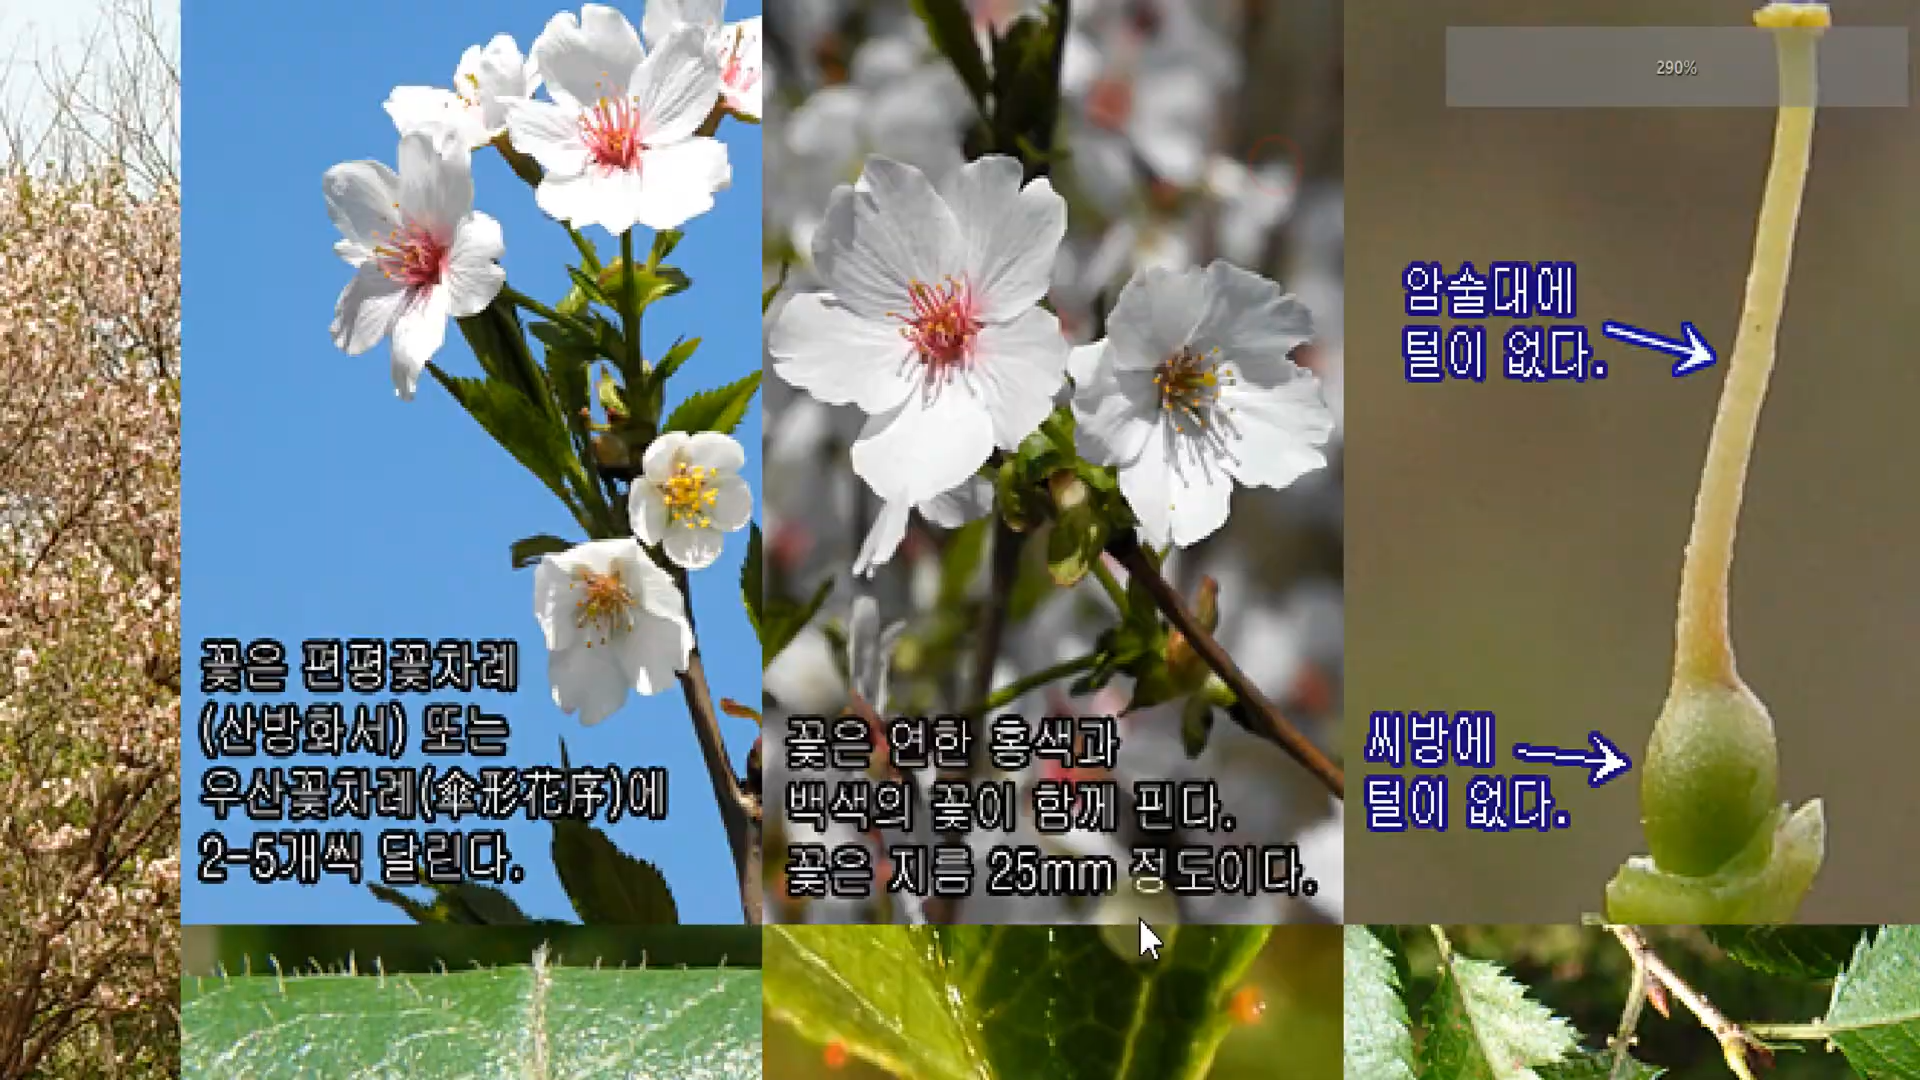 290%
암술대에
털이 없다.
꽃은 편평꽃차례
(산방화서) 또는
우산꽃차례(傘形花序)에
2-5개씩 달린다.
꽃은 연한 홍색과
백색의 꽃이 함께 핀다.
꽃은 지름 25mm 정도이다.
씨방에
털이 없다.